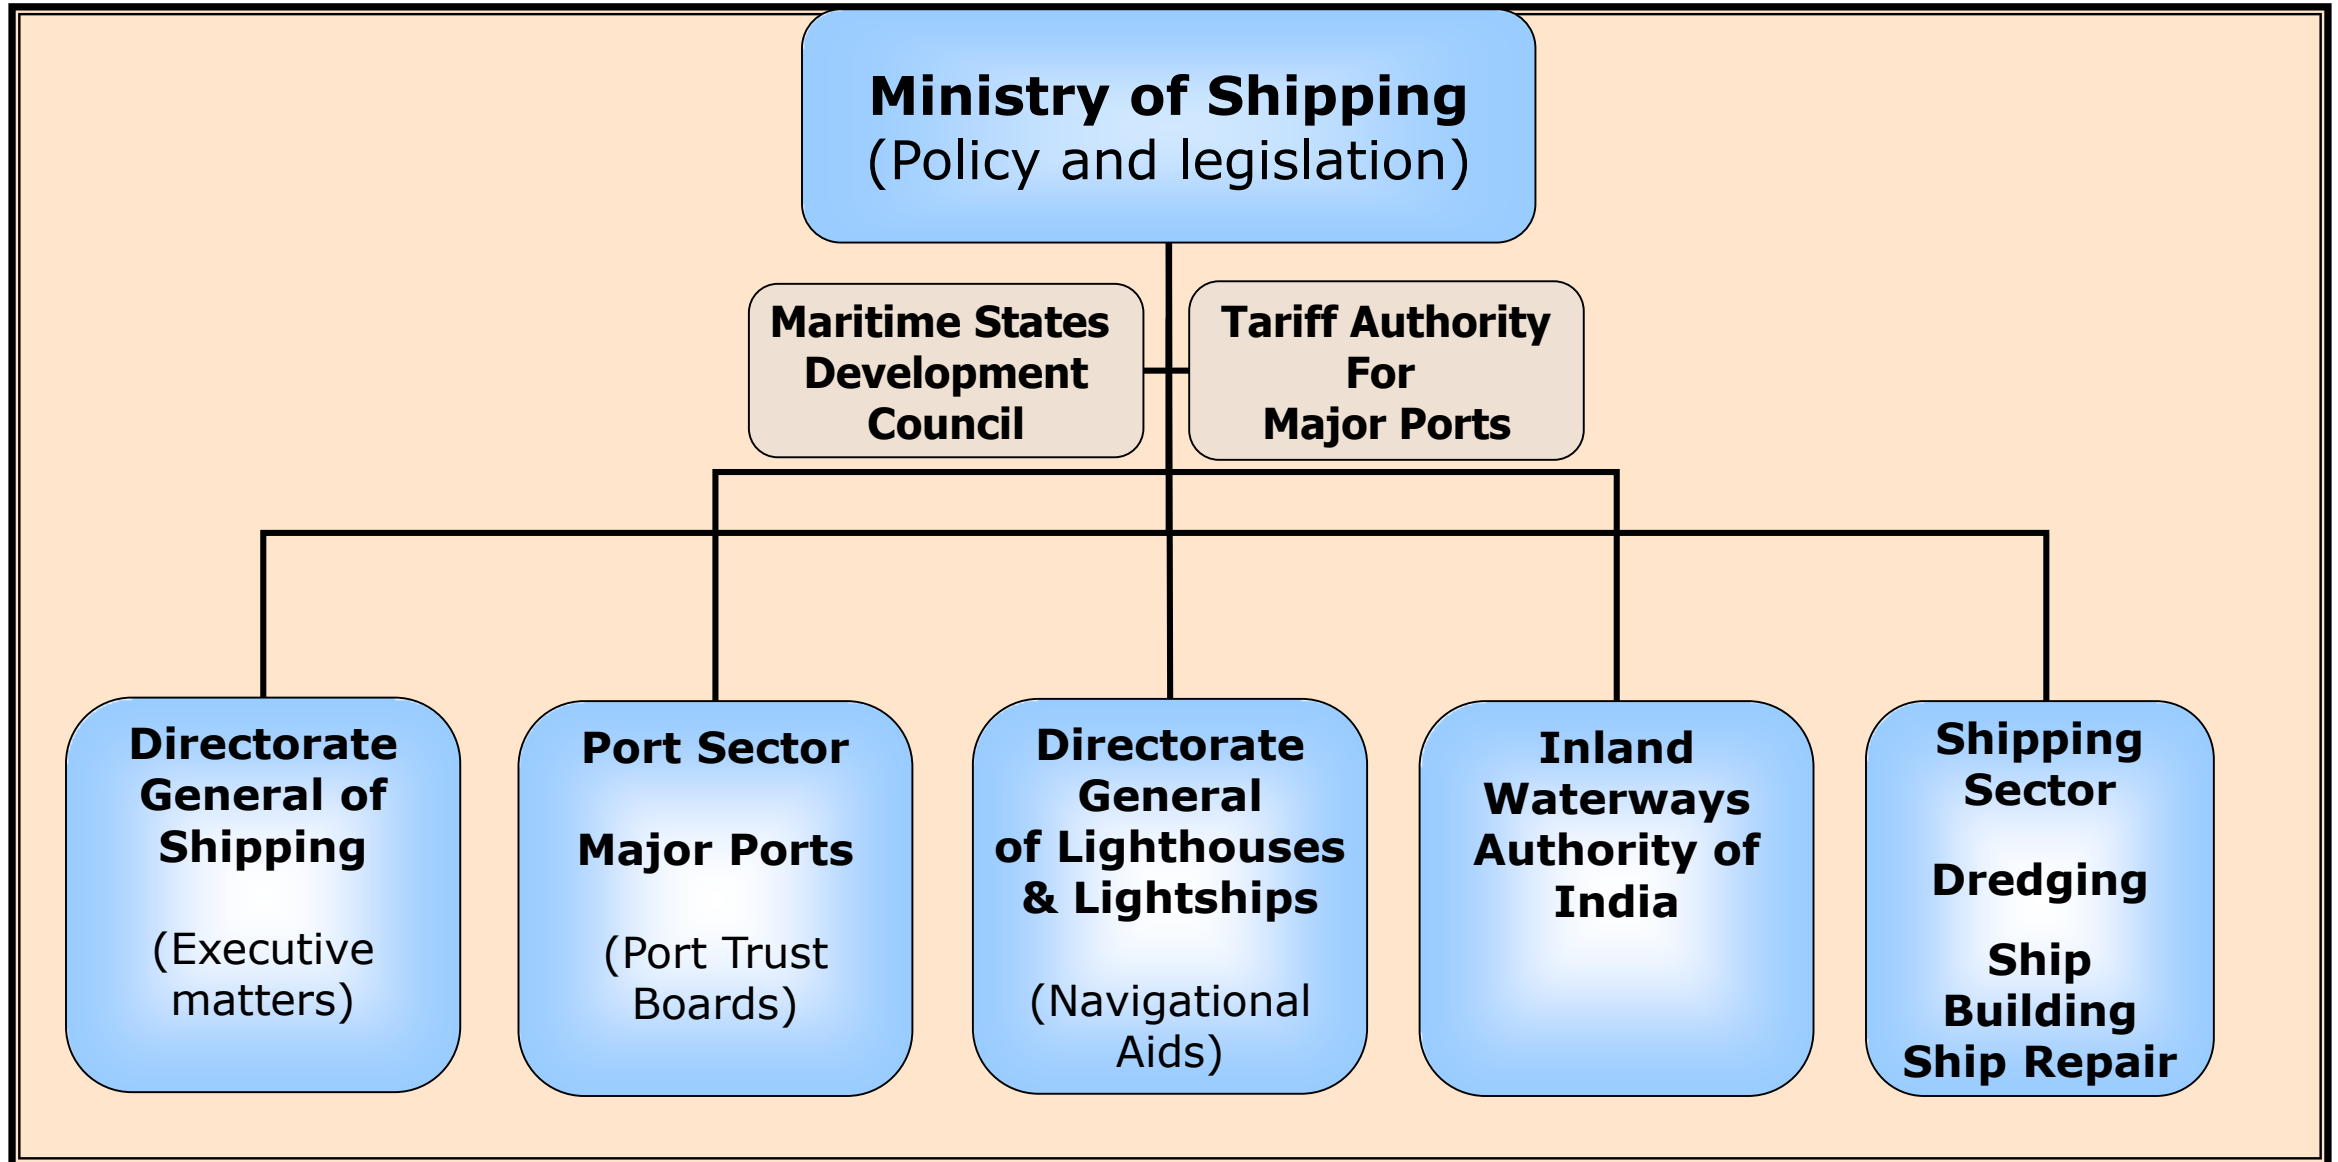 Ministry of Shipping
(Policy and legislation)
Maritime States
Development
Council
Tariff Authority
For
Major Ports
Directorate
General of
Shipping
(Executive
matters)
Port Sector
Major Ports
(Port Trust
Boards)
Directorate
General
of Lighthouses
& Lightships
(Navigational
Aids)
Inland
Waterways
Authority of
India
Shipping
Sector
Dredging
Ship
Building
Ship Repair